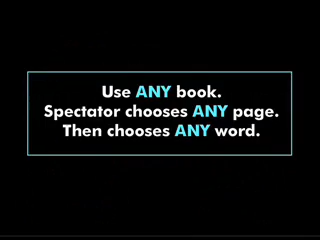 Use ANY book.
Spectator chooses ANY page.
Then chooses ANY word.